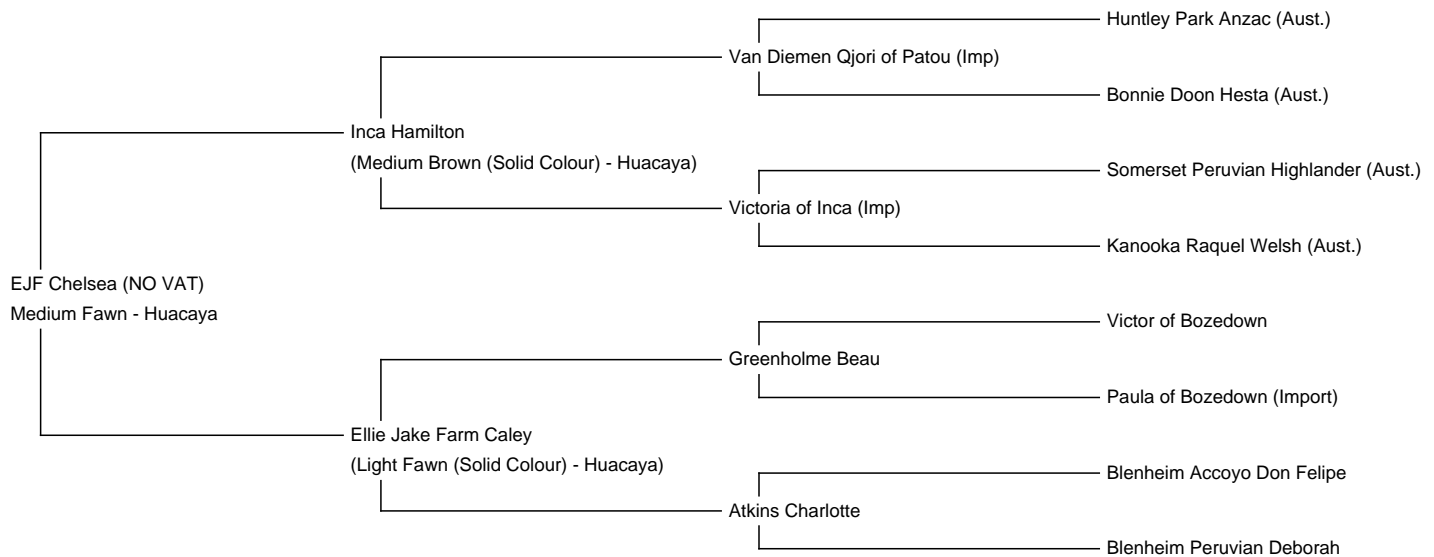 Huntley Park Anzac (Aust.)
Van Diemen Qjori of Patou (Imp)
Bonnie Doon Hesta (Aust.)
Inca Hamilton
(Medium Brown (Solid Colour) - Huacaya)
Somerset Peruvian Highlander (Aust.)
Victoria of Inca (Imp)
Kanooka Raquel Welsh (Aust.)
EJF Chelsea (NO VAT)
Medium Fawn - Huacaya
Victor of Bozedown
Greenholme Beau
Paula of Bozedown (Import)
Ellie Jake Farm Caley
(Light Fawn (Solid Colour) - Huacaya)
Blenheim Accoyo Don Felipe
Atkins Charlotte
Blenheim Peruvian Deborah